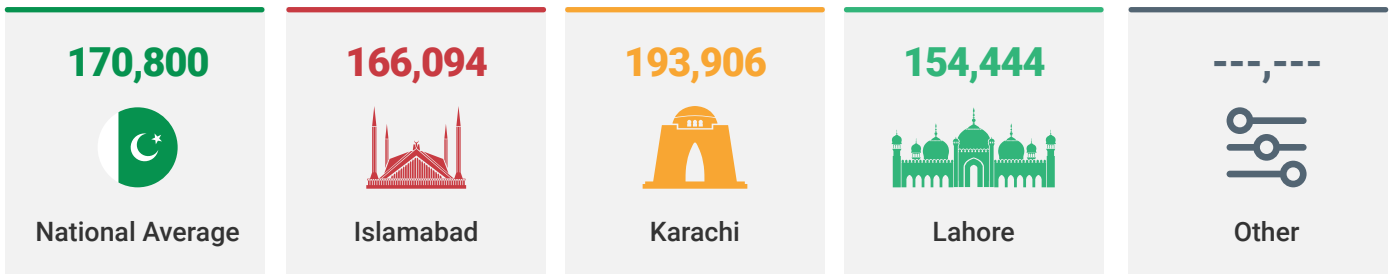 170,800
National Average
166,094
Islamabad
193,906
Karachi
154,444
Lahore
---,---
Other